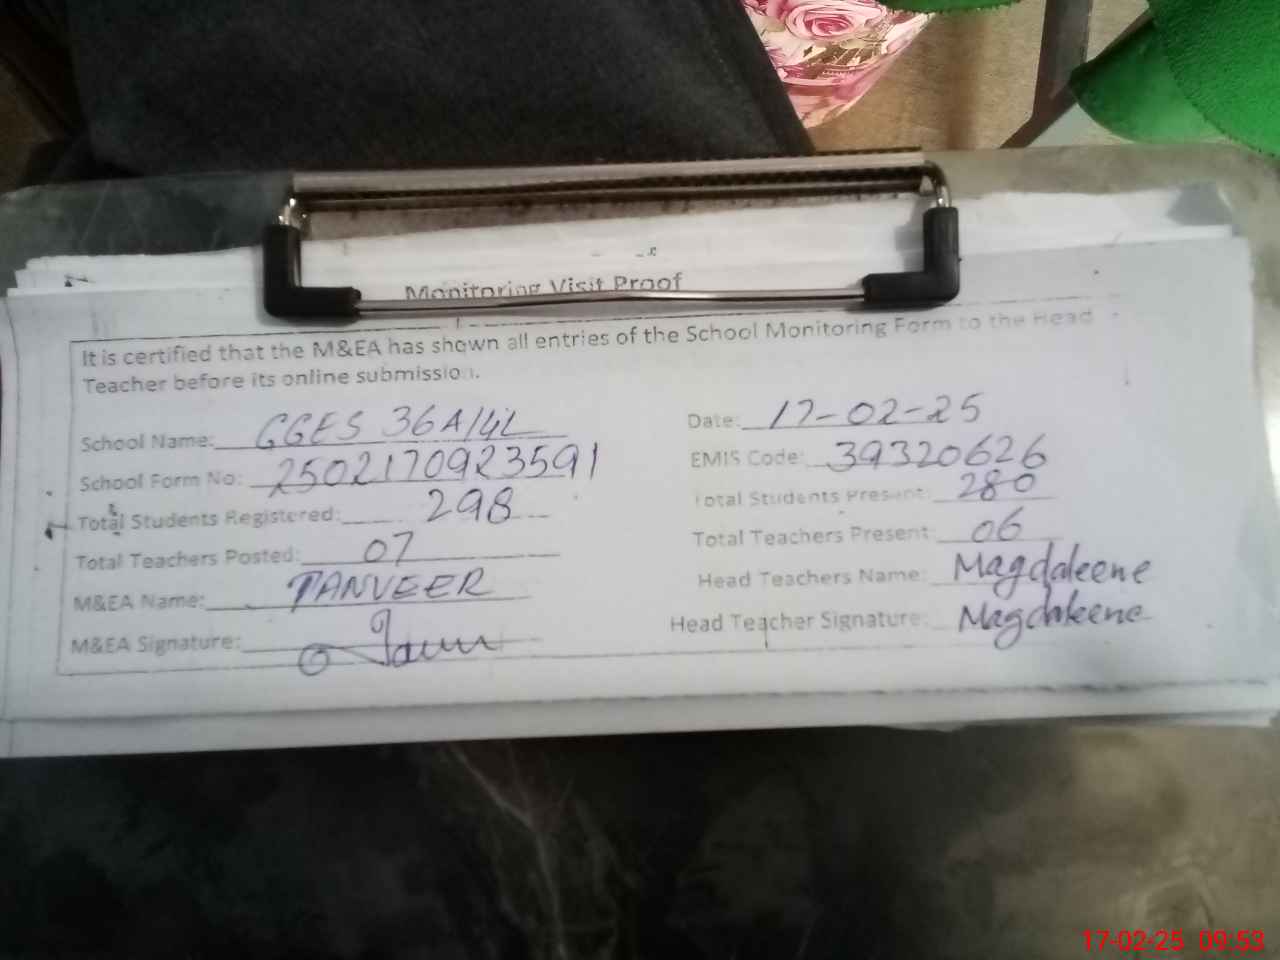 Monitoring Visit Proof
It is certified that the M&EA has shown all entries of the School Monitoring Form to the Head
Teacher before its online submission.
School Name: GGES 36A/4L Date: 17-02-25
School Form No: 2502170923591 EMIS Code: 39320626
Total Students Registered: 298 Total Students Present: 280
Total Teachers Posted: 07 Total Teachers Present: 06
M&EA Name: TANVEER Head Teachers Name: Magdaleene
M&EA Signature: Head Teacher Signature: Magdaleene
17-02-25 09:53